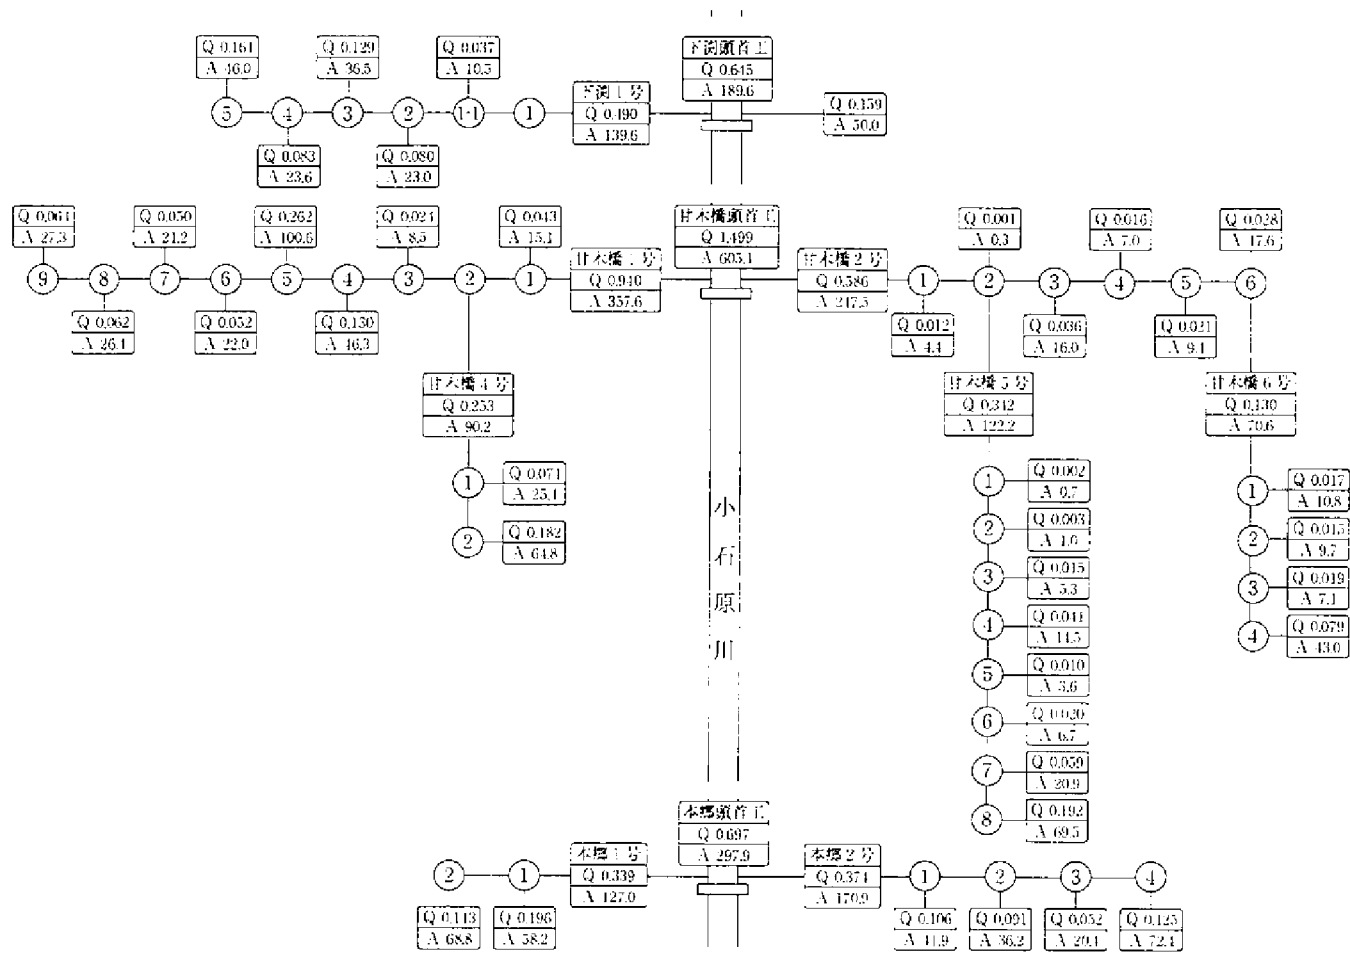 Q 0.164
A 46.0
Q 0.129
A 36.5
Q 0.037
A 10.5
下渕頭首工
Q 0.645
A 189.6
下渕1号
Q 0.490
A 139.6
Q 0.159
A 50.0
5
4
3
2
1·1
1
Q 0.083
A 23.6
Q 0.080
A 23.0
Q 0.064
A 27.3
Q 0.050
A 21.2
Q 0.262
A 100.6
Q 0.024
A 8.5
Q 0.043
A 15.1
甘木橋頭首工
Q 1.499
A 605.1
Q 0.001
A 0.3
Q 0.016
A 7.0
Q 0.028
A 17.6
甘木橋1号
Q 0.940
A 357.6
甘木橋2号
Q 0.586
A 247.5
9
8
7
6
5
4
3
2
1
1
2
3
4
5
6
Q 0.062
A 26.4
Q 0.052
A 22.0
Q 0.130
A 46.3
Q 0.012
A 4.4
Q 0.036
A 16.0
Q 0.021
A 9.1
甘木橋4号
Q 0.253
A 90.2
甘木橋5号
Q 0.342
A 122.2
甘木橋6号
Q 0.130
A 70.6
1
Q 0.071
A 25.4
2
Q 0.182
A 64.8
小石原川
1
Q 0.002
A 0.7
2
Q 0.003
A 1.0
3
Q 0.015
A 5.3
4
Q 0.041
A 14.5
5
Q 0.010
A 3.6
6
Q 0.020
A 6.7
7
Q 0.059
A 20.9
8
Q 0.192
A 69.5
1
Q 0.017
A 10.8
2
Q 0.015
A 9.7
3
Q 0.019
A 7.1
4
Q 0.079
A 43.0
本郷頭首工
Q 0.697
A 297.9
本郷1号
Q 0.339
A 127.0
本郷2号
Q 0.374
A 170.9
2
1
1
2
3
4
Q 0.143
A 68.8
Q 0.196
A 58.2
Q 0.106
A 41.9
Q 0.091
A 36.2
Q 0.052
A 20.4
Q 0.125
A 72.4